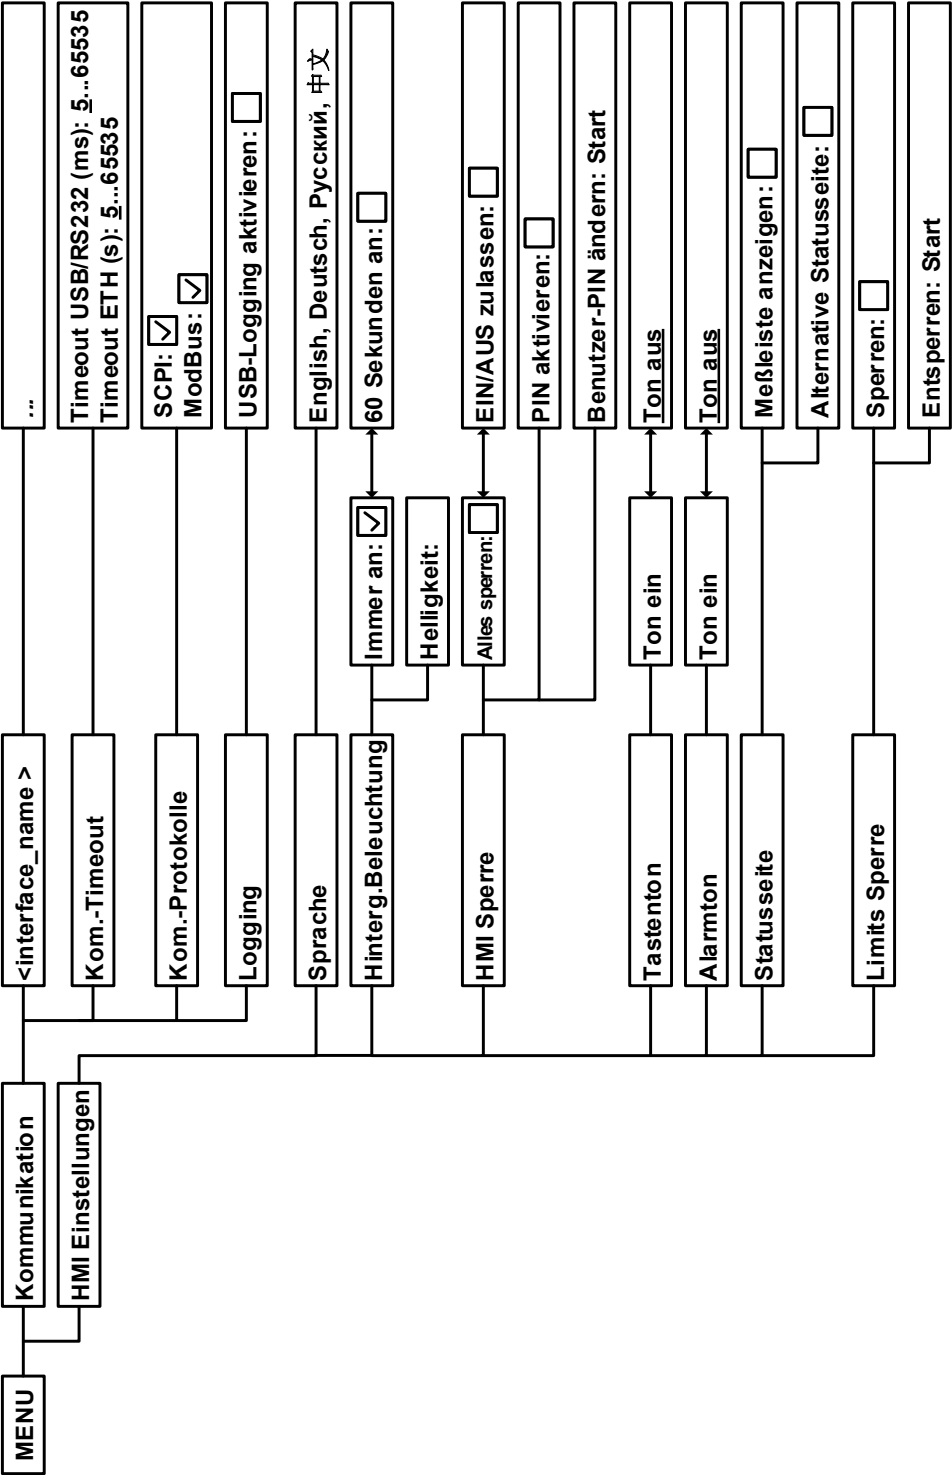 MENU
Kommunikation
<interface_name >
...
Kom.-Timeout
Timeout USB/RS232 (ms): 5...65535
Timeout ETH (s): 5...65535
Kom.-Protokolle
SCPI:
ModBus:
Logging
USB-Logging aktivieren:
HMI Einstellungen
Sprache
English, Deutsch, Русский, 中文
Hinterg.Beleuchtung
Immer an:
60 Sekunden an:
Helligkeit:
HMI Sperre
Alles sperren:
EIN/AUS zulassen:
PIN aktivieren:
Benutzer-PIN ändern: Start
Tastenton
Ton ein
Ton aus
Alarmton
Ton ein
Ton aus
Statusseite
Meßleiste anzeigen:
Alternative Statusseite:
Limits Sperre
Sperren:
Entsperren: Start